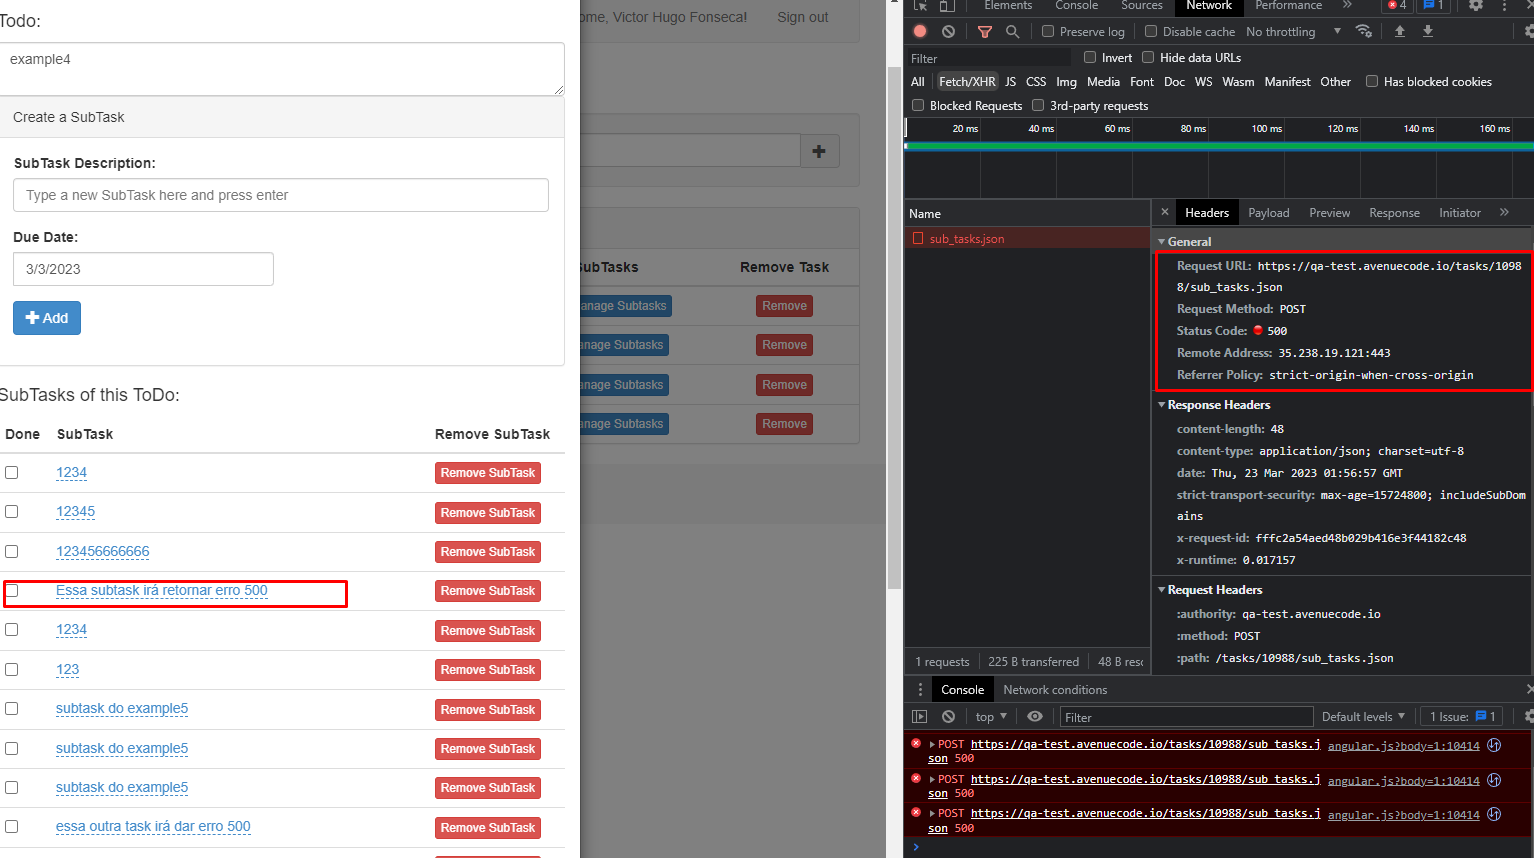 Todo:
ome, Victor Hugo Fonseca! Sign out
example4
Create a SubTask
SubTask Description:
Type a new SubTask here and press enter
Due Date:
3/3/2023
Add
SubTasks of this ToDo:
Done SubTask Remove SubTask
1234 Remove SubTask
12345 Remove SubTask
123456666666 Remove SubTask
Essa subtask irá retornar erro 500 Remove SubTask
1234 Remove SubTask
123 Remove SubTask
subtask do example5 Remove SubTask
subtask do example5 Remove SubTask
subtask do example5 Remove SubTask
essa outra task irá dar erro 500 Remove SubTask
ubTasks Remove Task
anage Subtasks Remove
anage Subtasks Remove
anage Subtasks Remove
anage Subtasks Remove
Elements Console Sources Network Performance » 4 1
Preserve log Disable cache No throttling
Filter Invert Hide data URLs
All Fetch/XHR JS CSS Img Media Font Doc WS Wasm Manifest Other Has blocked cookies
Blocked Requests 3rd-party requests
20 ms 40 ms 60 ms 80 ms 100 ms 120 ms 140 ms 160 ms
Name
sub_tasks.json
1 requests 225 B transferred 48 B resc
× Headers Payload Preview Response Initiator »
General
Request URL: https://qa-test.avenuecode.io/tasks/1098
8/sub_tasks.json
Request Method: POST
Status Code: 500
Remote Address: 35.238.19.121:443
Referrer Policy: strict-origin-when-cross-origin
Response Headers
content-length: 48
content-type: application/json; charset=utf-8
date: Thu, 23 Mar 2023 01:56:57 GMT
strict-transport-security: max-age=15724800; includeSubDom
ains
x-request-id: fffc2a54aed48b029b416e3f44182c48
x-runtime: 0.017157
Request Headers
:authority: qa-test.avenuecode.io
:method: POST
:path: /tasks/10988/sub_tasks.json
Console Network conditions
top Filter Default levels 1 Issue: 1
POST https://qa-test.avenuecode.io/tasks/10988/sub_tasks.j angular.js?body=1:10414
son 500
POST https://qa-test.avenuecode.io/tasks/10988/sub_tasks.j angular.js?body=1:10414
son 500
POST https://qa-test.avenuecode.io/tasks/10988/sub_tasks.j angular.js?body=1:10414
son 500